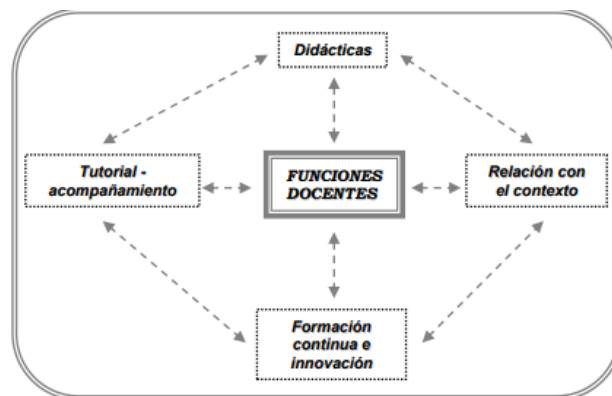 Didácticas
Tutorial -
acompañamiento
FUNCIONES
DOCENTES
Relación con
el contexto
Formación
continua e
innovación